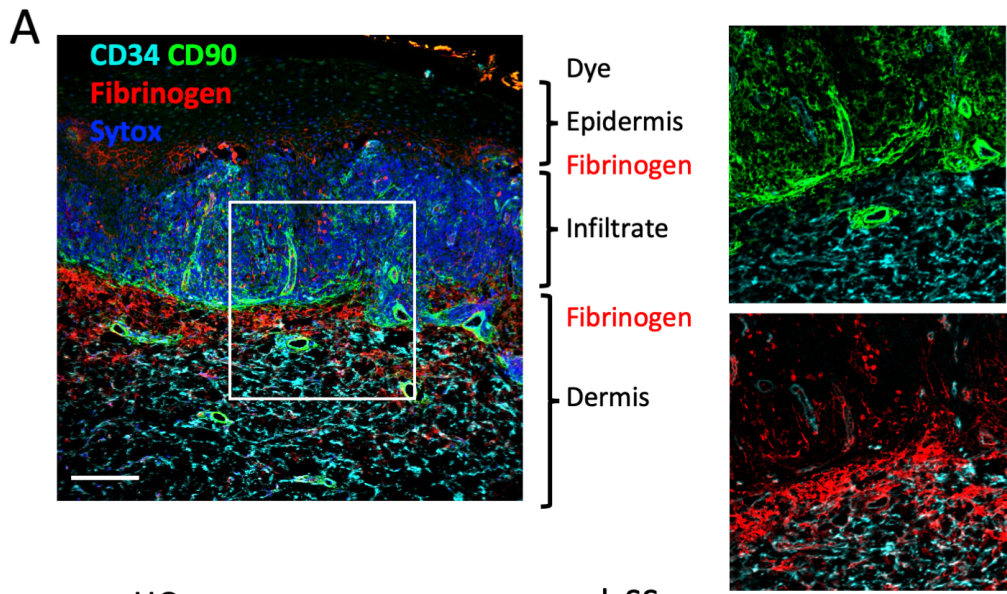 A
CD34 CD90
Fibrinogen
Sytox
Dye
Epidermis
Fibrinogen
Infiltrate
Fibrinogen
Dermis